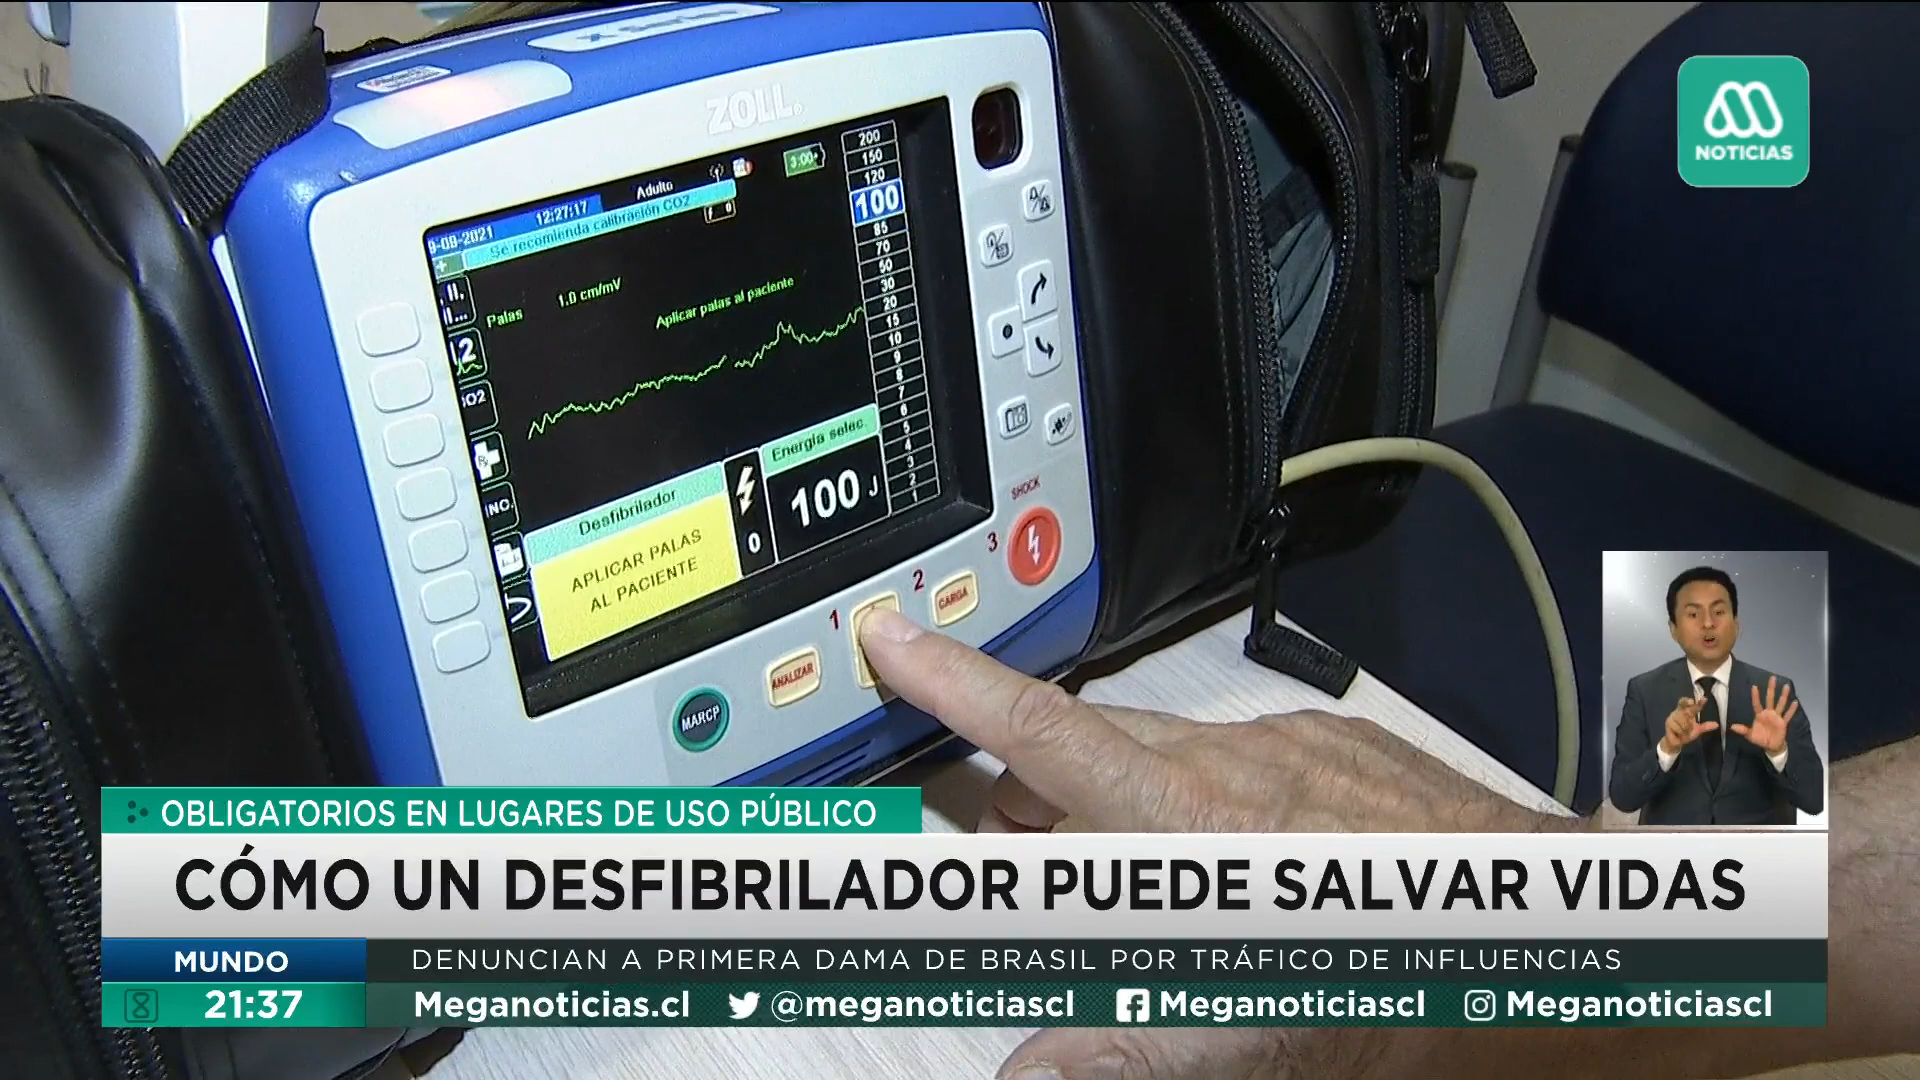 ZOLL
NOTICIAS
12:27:17
Adulto
3:00
9-08-2021
Se recomienda calibración CO2
Palas
1.0 cm/mV
Aplicar palas al paciente
200
150
120
100
85
70
50
30
20
15
10
9
8
7
6
5
4
3
2
1
12
Desfibrilador
APLICAR PALAS
AL PACIENTE
0
Energía selec.
100 J
SHOCK
3
2
1
CARGA
ANALIZAR
MARCP
OBLIGATORIOS EN LUGARES DE USO PÚBLICO
CÓMO UN DESFIBRILADOR PUEDE SALVAR VIDAS
MUNDO
DENUNCIAN A PRIMERA DAMA DE BRASIL POR TRÁFICO DE INFLUENCIAS
21:37
Meganoticias.cl
@meganoticiascl
Meganoticiascl
Meganoticiascl